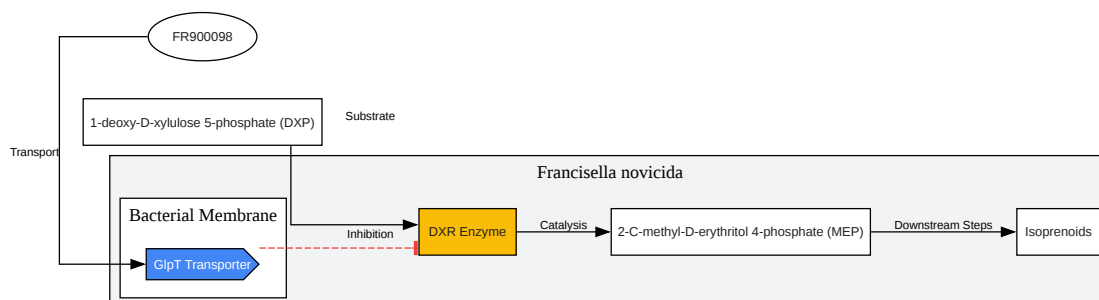 FR900098
1-deoxy-D-xylulose 5-phosphate (DXP)
Substrate
Transport
Francisella novicida
Bacterial Membrane
Inhibition
DXR Enzyme
Catalysis
2-C-methyl-D-erythritol 4-phosphate (MEP)
Downstream Steps
Isoprenoids
GlpT Transporter